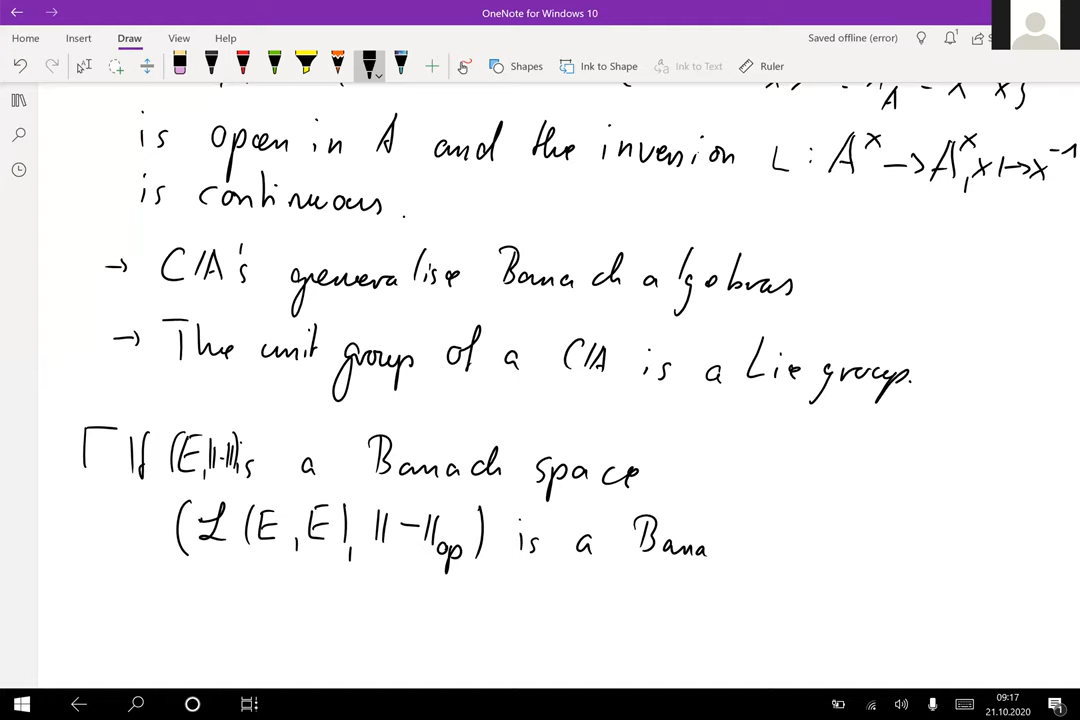 OneNote for Windows 10
Home Insert Draw View Help Saved offline (error)
Shapes Ink to Shape Ink to Text Ruler
is open in A and the inversion ι : A^x -> A^x, x ↦ x^-1
is continuous.
→ CIA's generalise Banach algebras
→ The unit group of a CIA is a Lie group.
If (E, ||-||) is a Banach space
(L(E, E), ||-||op) is a Bana
09:17
21.10.2020